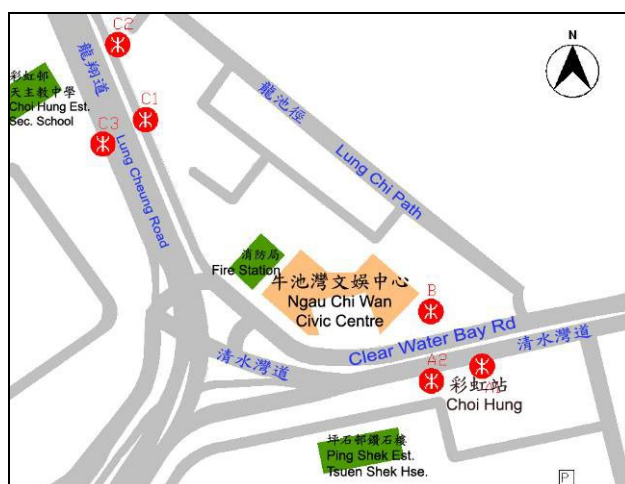 C2
N
龍翔道
彩虹邨
天主教中學
Choi Hung Est.
Sec. School
C1
C3
Lung Cheung Road
龍池徑
Lung Chi Path
消防局
Fire Station
牛池灣文娛中心
Ngau Chi Wan
Civic Centre
B
Clear Water Bay Rd
清水灣道
清水灣道
A2
彩虹站
Choi Hung
坪石邨鑽石樓
Ping Shek Est.
Tsuen Shek Hse.
P